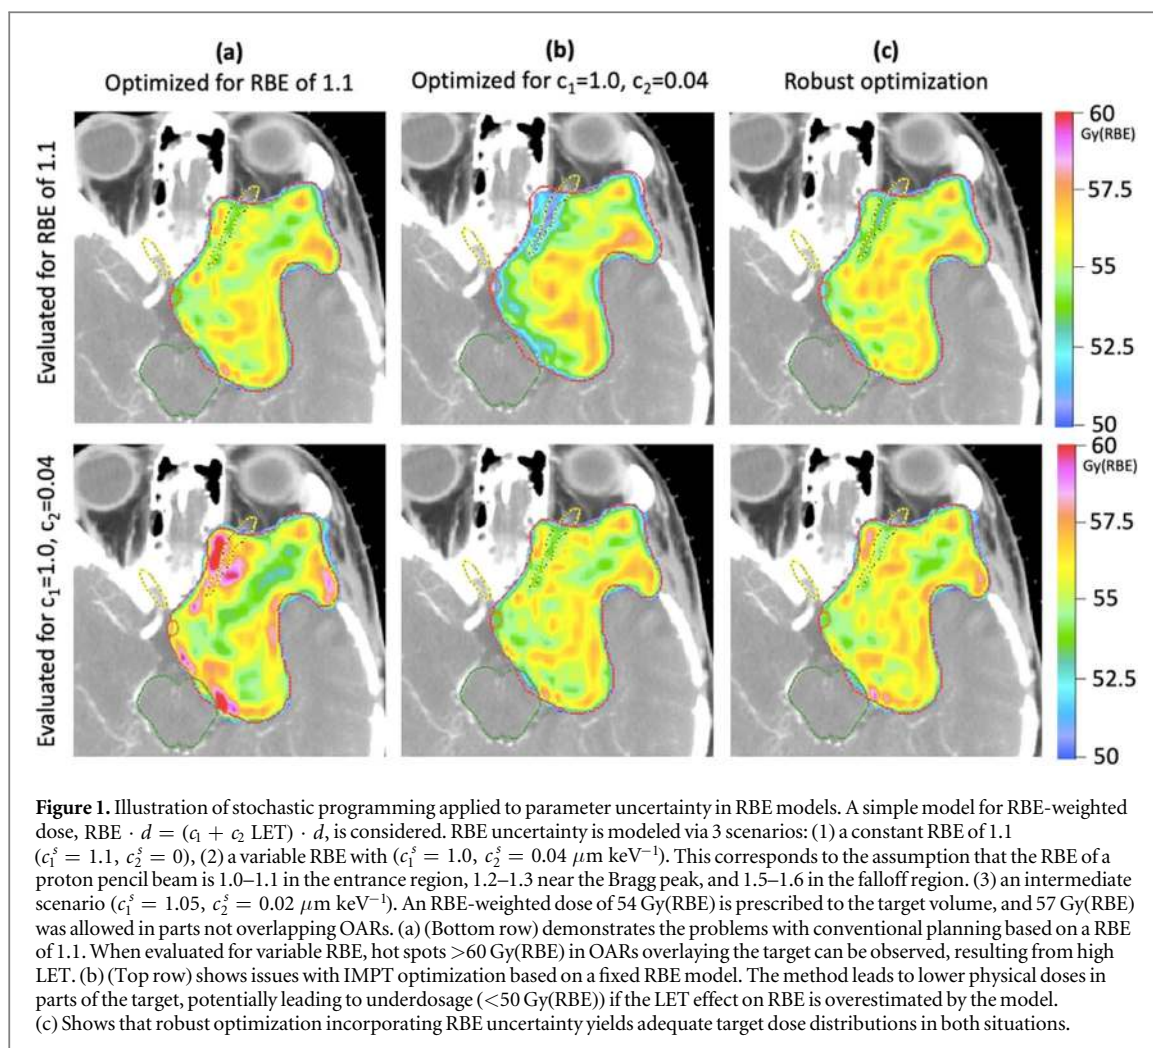 (a)
Optimized for RBE of 1.1
(b)
Optimized for c₁=1.0, c₂=0.04
(c)
Robust optimization
Evaluated for RBE of 1.1
60
Gy(RBE)
57.5
55
52.5
50
Evaluated for c₁=1.0, c₂=0.04
60
Gy(RBE)
57.5
55
52.5
50
Figure 1. Illustration of stochastic programming applied to parameter uncertainty in RBE models. A simple model for RBE-weighted
dose, RBE · d = (c₁ + c₂ LET) · d, is considered. RBE uncertainty is modeled via 3 scenarios: (1) a constant RBE of 1.1
(c₁ˢ = 1.1, c₂ˢ = 0), (2) a variable RBE with (c₁ˢ = 1.0, c₂ˢ = 0.04 μm keV⁻¹). This corresponds to the assumption that the RBE of a
proton pencil beam is 1.0–1.1 in the entrance region, 1.2–1.3 near the Bragg peak, and 1.5–1.6 in the falloff region. (3) an intermediate
scenario (c₁ˢ = 1.05, c₂ˢ = 0.02 μm keV⁻¹). An RBE-weighted dose of 54 Gy(RBE) is prescribed to the target volume, and 57 Gy(RBE)
was allowed in parts not overlapping OARs. (a) (Bottom row) demonstrates the problems with conventional planning based on a RBE
of 1.1. When evaluated for variable RBE, hot spots >60 Gy(RBE) in OARs overlaying the target can be observed, resulting from high
LET. (b) (Top row) shows issues with IMPT optimization based on a fixed RBE model. The method leads to lower physical doses in
parts of the target, potentially leading to underdosage (<50 Gy(RBE)) if the LET effect on RBE is overestimated by the model.
(c) Shows that robust optimization incorporating RBE uncertainty yields adequate target dose distributions in both situations.